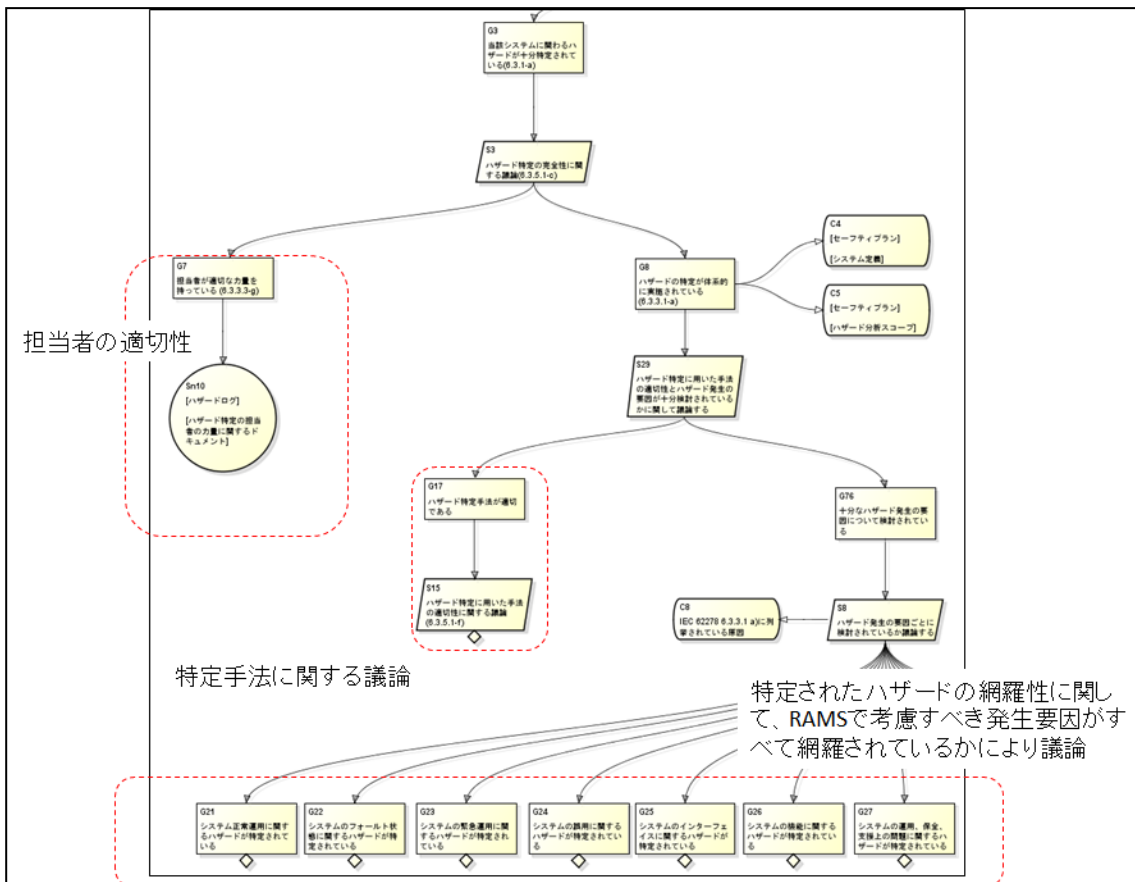 G3
当該システムに関わるハ
ザードが十分特定されて
いる(6.3.1-a)
S3
ハザード特定の完全性に関
する議論(6.3.5.1-c)
G7
担当者が適切な力量を
持っている (6.3.3.3-g)
担当者の適切性
Sn10
[ハザードログ]
[ハザード特定の担当
者の力量に関するド
キュメント]
G8
ハザードの特定が体系的
に実施されている
(6.3.3.1-a)
C4
[セーフティプラン]
[システム定義]
C5
[セーフティプラン]
[ハザード分析スコープ]
S29
ハザード特定に用いた手法
の適切性とハザード発生の
要因が十分検討されている
かに関して議論する
G17
ハザード特定手法が適切
である
S15
ハザード特定に用いた手法
の適切性に関する議論
(6.3.5.1-f)
特定手法に関する議論
G76
十分なハザード発生の要
因について検討されてい
る
C8
IEC 62278 6.3.3.1 a)に列
挙されている原因
S8
ハザード発生の要因ごとに
検討されているか議論する
特定されたハザードの網羅性に関し
て、RAMSで考慮すべき発生要因がす
べて網羅されているかにより議論
G21
システム正常運用に関す
るハザードが特定されて
いる
G22
システムのフォールト状
態に関するハザードが特
定されている
G23
システムの緊急運用に関
するハザードが特定され
ている
G24
システムの誤用に関する
ハザードが特定されてい
る
G25
システムのインターフェ
イスに関するハザードが
特定されている
G26
システムの機能に関する
ハザードが特定されてい
る
G27
システムの運用、保全、
支援上の問題に関するハ
ザードが特定されている